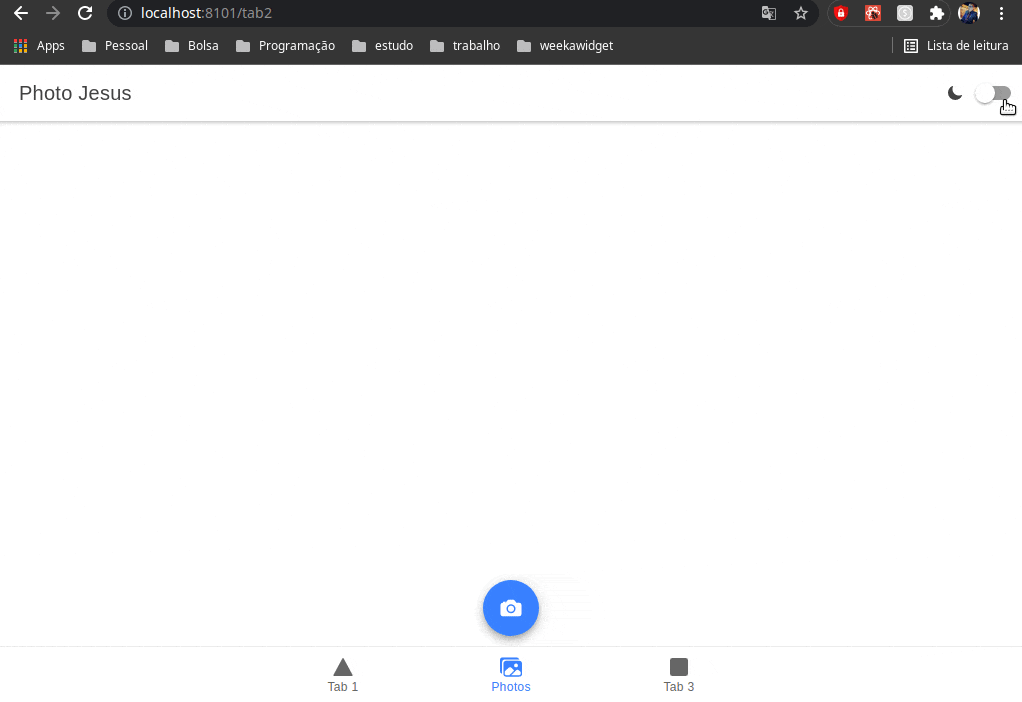 localhost:8101/tab2
Apps Pessoal Bolsa Programação estudo trabalho weekawidget Lista de leitura
Photo Jesus
Tab 1 Photos Tab 3